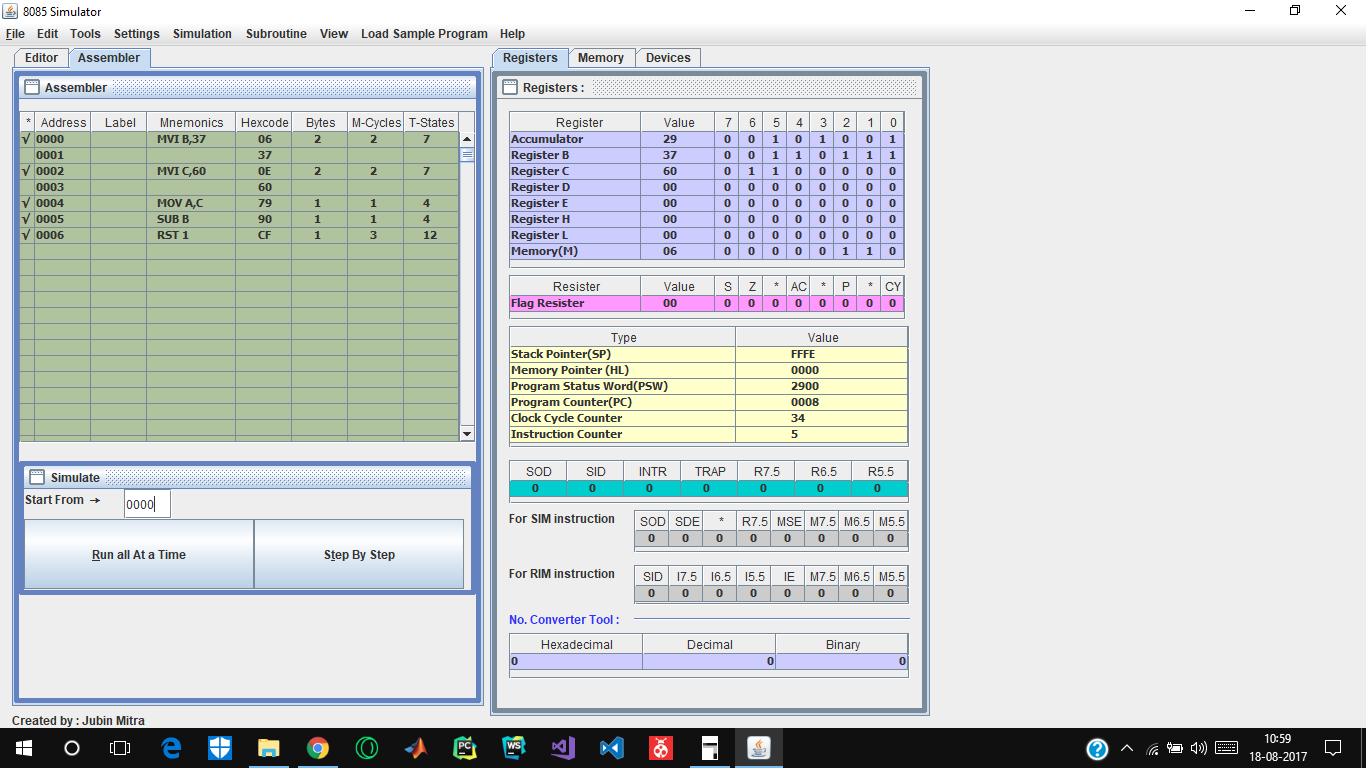 8085 Simulator
File Edit Tools Settings Simulation Subroutine View Load Sample Program Help
Editor Assembler
Assembler
* Address Label Mnemonics Hexcode Bytes M-Cycles T-States
√ 0000 MVI B,37 06 2 2 7
0001 37
√ 0002 MVI C,60 0E 2 2 7
0003 60
√ 0004 MOV A,C 79 1 1 4
√ 0005 SUB B 90 1 1 4
√ 0006 RST 1 CF 1 3 12
Simulate
Start From → 0000
Run all At a Time Step By Step
Created by : Jubin Mitra
Registers Memory Devices
Registers :
Register Value 7 6 5 4 3 2 1 0
Accumulator 29 0 0 1 0 1 0 0 1
Register B 37 0 0 1 1 0 1 1 1
Register C 60 0 1 1 0 0 0 0 0
Register D 00 0 0 0 0 0 0 0 0
Register E 00 0 0 0 0 0 0 0 0
Register H 00 0 0 0 0 0 0 0 0
Register L 00 0 0 0 0 0 0 0 0
Memory(M) 06 0 0 0 0 0 1 1 0
Resister Value S Z * AC * P * CY
Flag Resister 00 0 0 0 0 0 0 0 0
Type Value
Stack Pointer(SP) FFFE
Memory Pointer (HL) 0000
Program Status Word(PSW) 2900
Program Counter(PC) 0008
Clock Cycle Counter 34
Instruction Counter 5
SOD SID INTR TRAP R7.5 R6.5 R5.5
0 0 0 0 0 0 0
For SIM instruction
SOD SDE * R7.5 MSE M7.5 M6.5 M5.5
0 0 0 0 0 0 0 0
For RIM instruction
SID I7.5 I6.5 I5.5 IE M7.5 M6.5 M5.5
0 0 0 0 0 0 0 0
No. Converter Tool :
Hexadecimal Decimal Binary
0 0 0
PC WS
10:59
18-08-2017